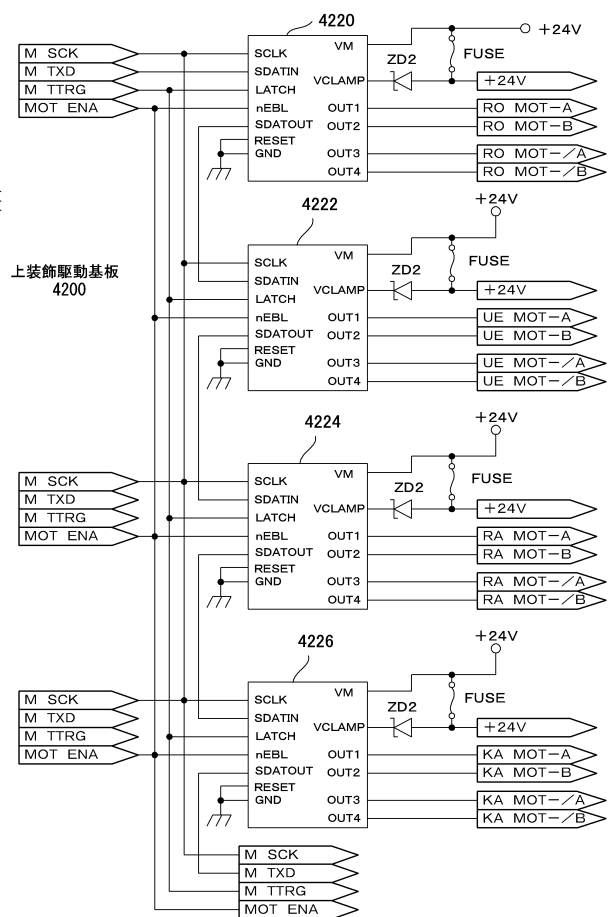 4220
+24V
M SCK
M TXD
M TTRG
MOT ENA
SCLK
SDATIN
LATCH
nEBL
SDATOUT
RESET
GND
VM
VCLAMP
OUT1
OUT2
OUT3
OUT4
ZD2
FUSE
+24V
RO MOT-A
RO MOT-B
RO MOT-/A
RO MOT-/B
上装飾駆動基板
4200
4222
+24V
SCLK
SDATIN
LATCH
nEBL
SDATOUT
RESET
GND
VM
VCLAMP
OUT1
OUT2
OUT3
OUT4
ZD2
FUSE
+24V
UE MOT-A
UE MOT-B
UE MOT-/A
UE MOT-/B
4224
+24V
M SCK
M TXD
M TTRG
MOT ENA
SCLK
SDATIN
LATCH
nEBL
SDATOUT
RESET
GND
VM
VCLAMP
OUT1
OUT2
OUT3
OUT4
ZD2
FUSE
+24V
RA MOT-A
RA MOT-B
RA MOT-/A
RA MOT-/B
4226
+24V
M SCK
M TXD
M TTRG
MOT ENA
SCLK
SDATIN
LATCH
nEBL
SDATOUT
RESET
GND
VM
VCLAMP
OUT1
OUT2
OUT3
OUT4
ZD2
FUSE
+24V
KA MOT-A
KA MOT-B
KA MOT-/A
KA MOT-/B
M SCK
M TXD
M TTRG
MOT ENA